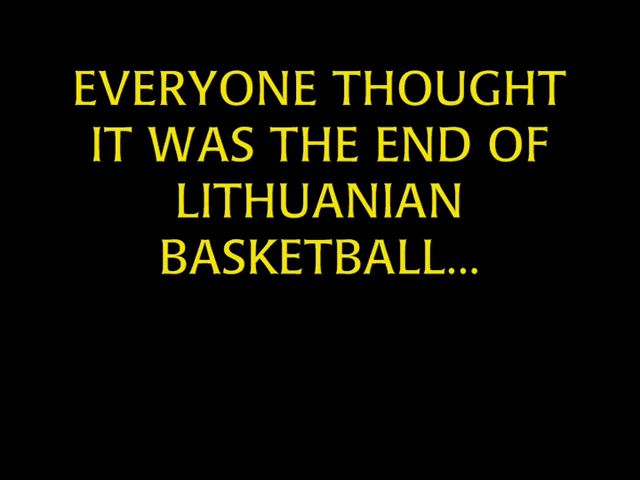 EVERYONE THOUGHT
IT WAS THE END OF
LITHUANIAN
BASKETBALL...